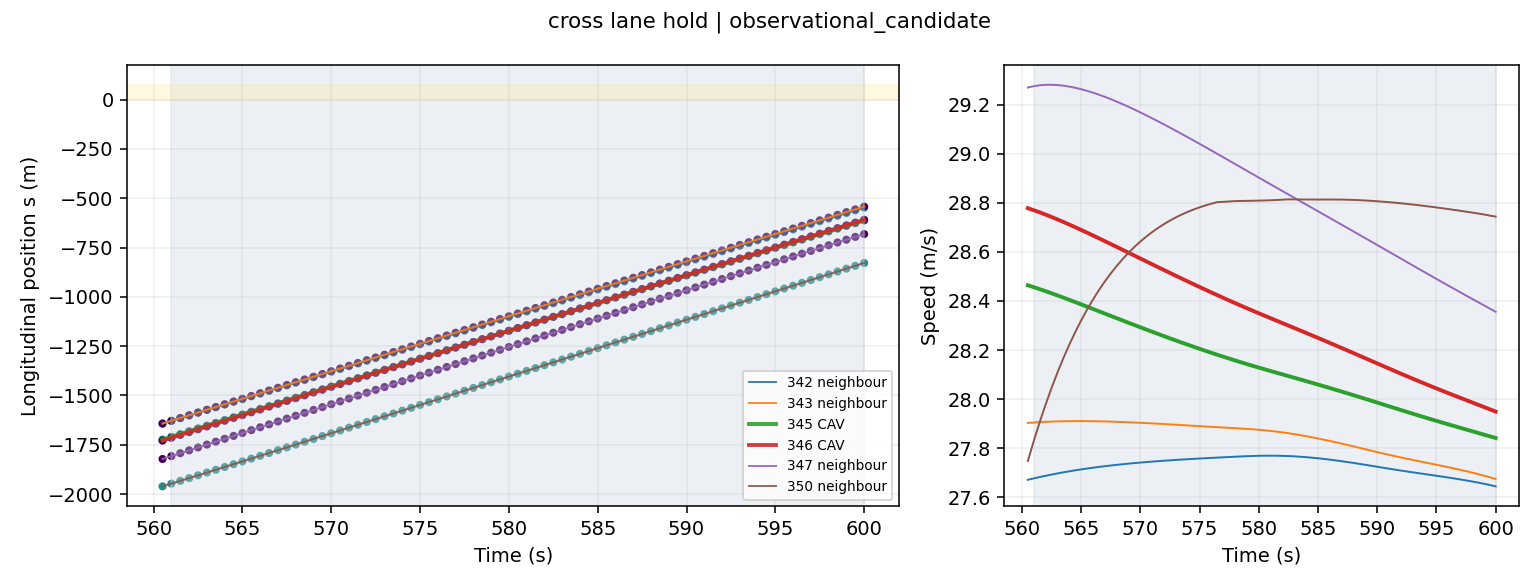 cross lane hold | observational_candidate
Longitudinal position s (m)
0
−250
−500
−750
−1000
−1250
−1500
−1750
−2000
560 565 570 575 580 585 590 595 600
Time (s)
342 neighbour
343 neighbour
345 CAV
346 CAV
347 neighbour
350 neighbour
Speed (m/s)
29.2
29.0
28.8
28.6
28.4
28.2
28.0
27.8
27.6
560 565 570 575 580 585 590 595 600
Time (s)